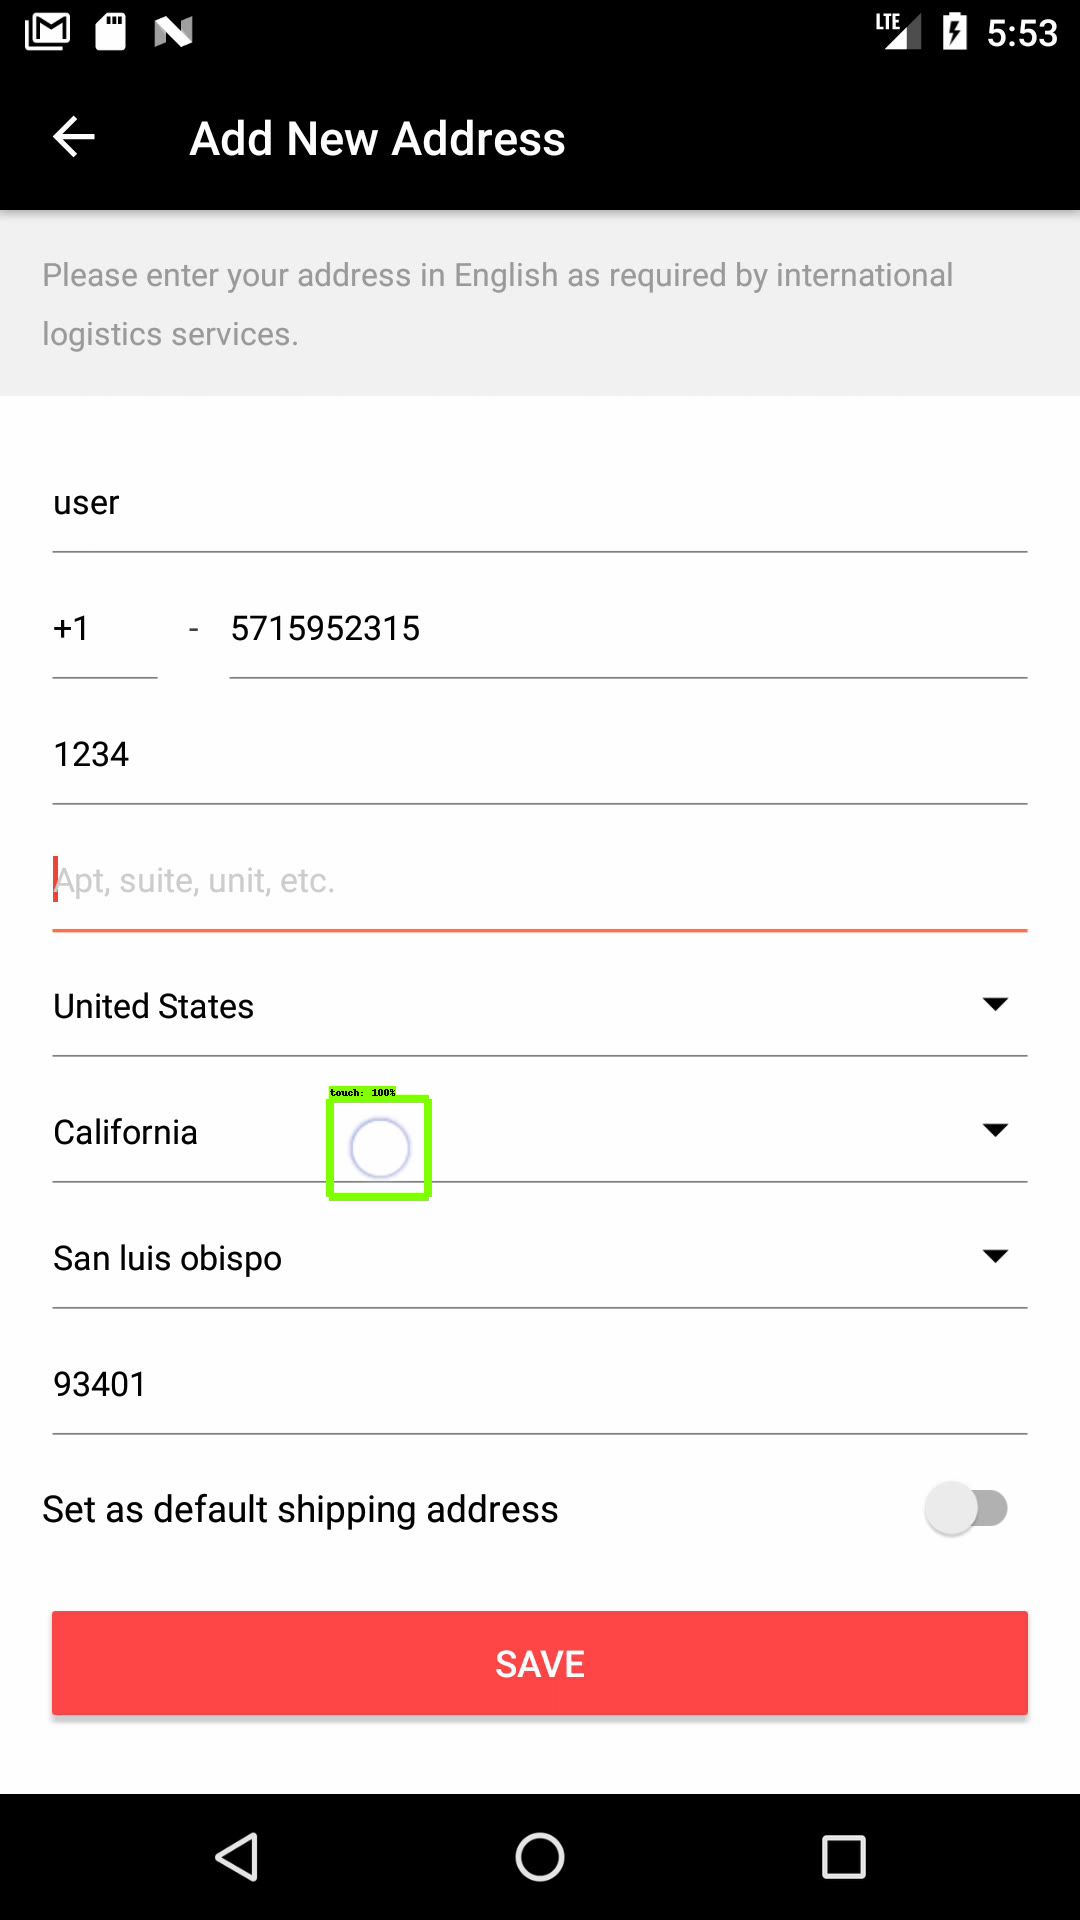 LTE 5:53
Add New Address
Please enter your address in English as required by international
logistics services.
user
+1 - 5715952315
1234
Apt, suite, unit, etc.
United States
touch: 100%
California
San luis obispo
93401
Set as default shipping address
SAVE